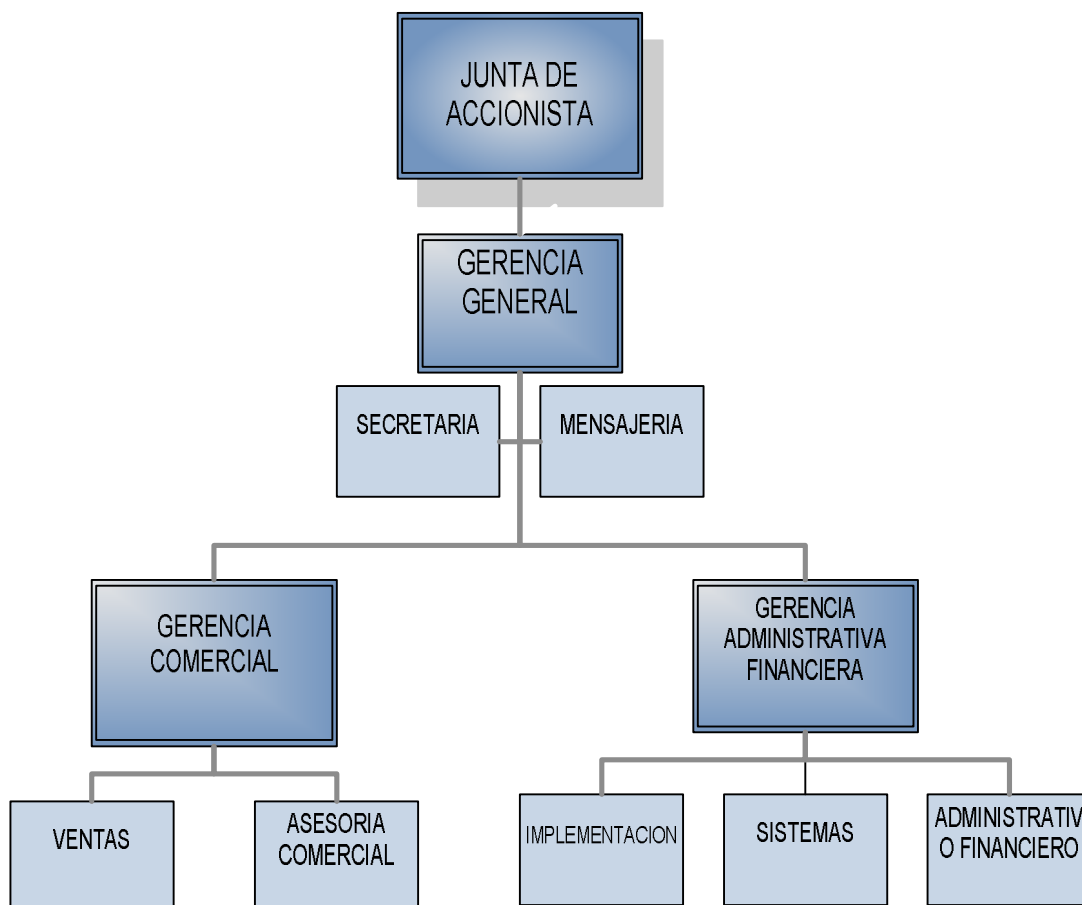 JUNTA DE
ACCIONISTA
GERENCIA
GENERAL
SECRETARIA
MENSAJERIA
GERENCIA
COMERCIAL
GERENCIA
ADMINISTRATIVA
FINANCIERA
VENTAS
ASESORIA
COMERCIAL
IMPLEMENTACION
SISTEMAS
ADMINISTRATIV
O FINANCIERO